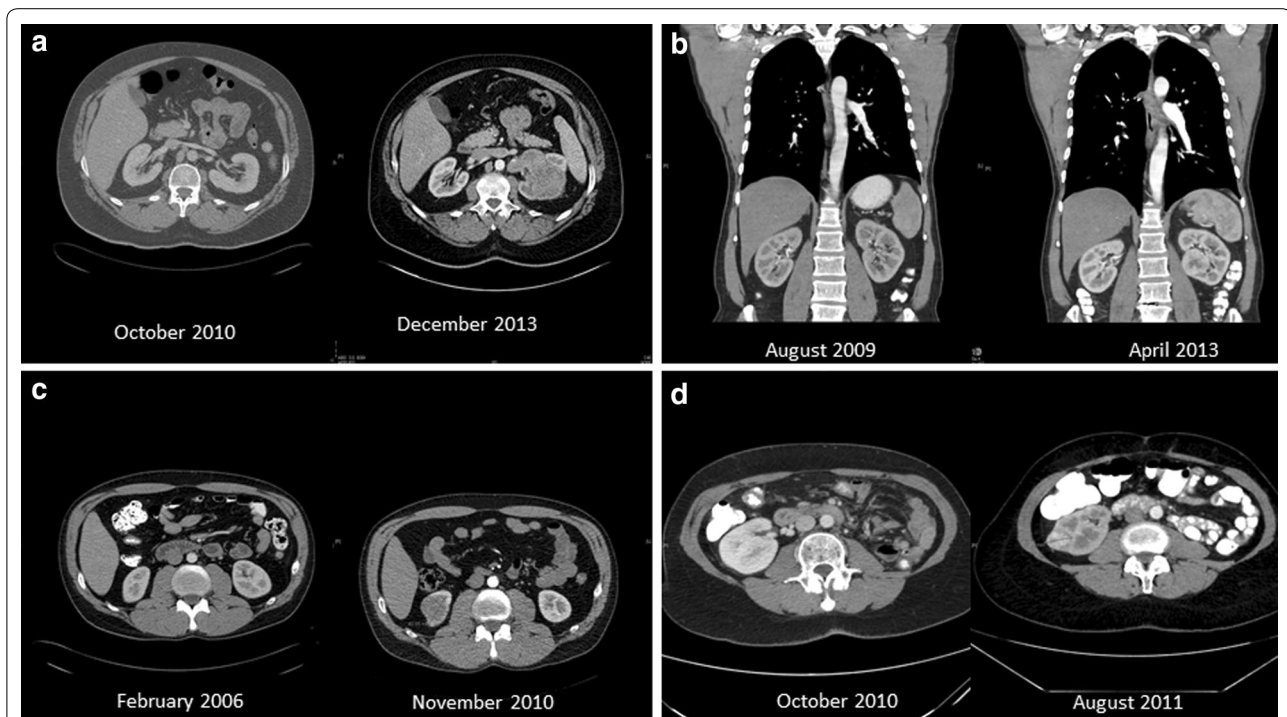 a
b
October 2010
December 2013
August 2009
April 2013
c
d
February 2006
November 2010
October 2010
August 2011